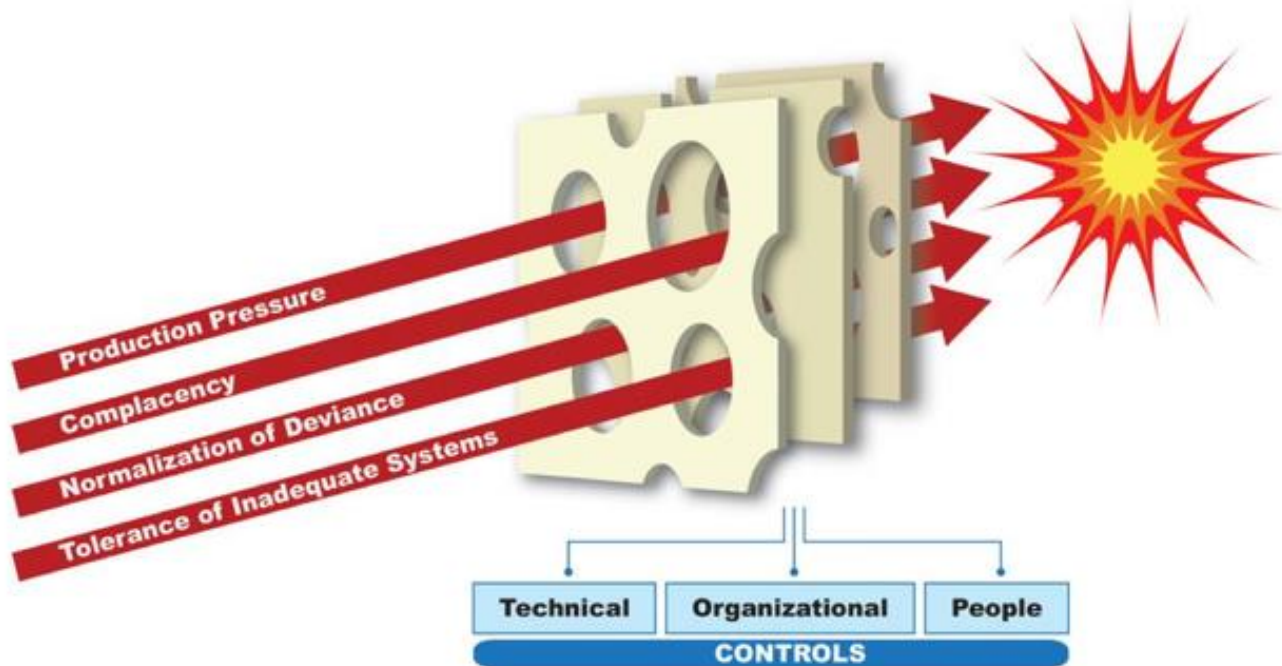 Production Pressure
Complacency
Normalization of Deviance
Tolerance of Inadequate Systems
Technical
Organizational
People
CONTROLS